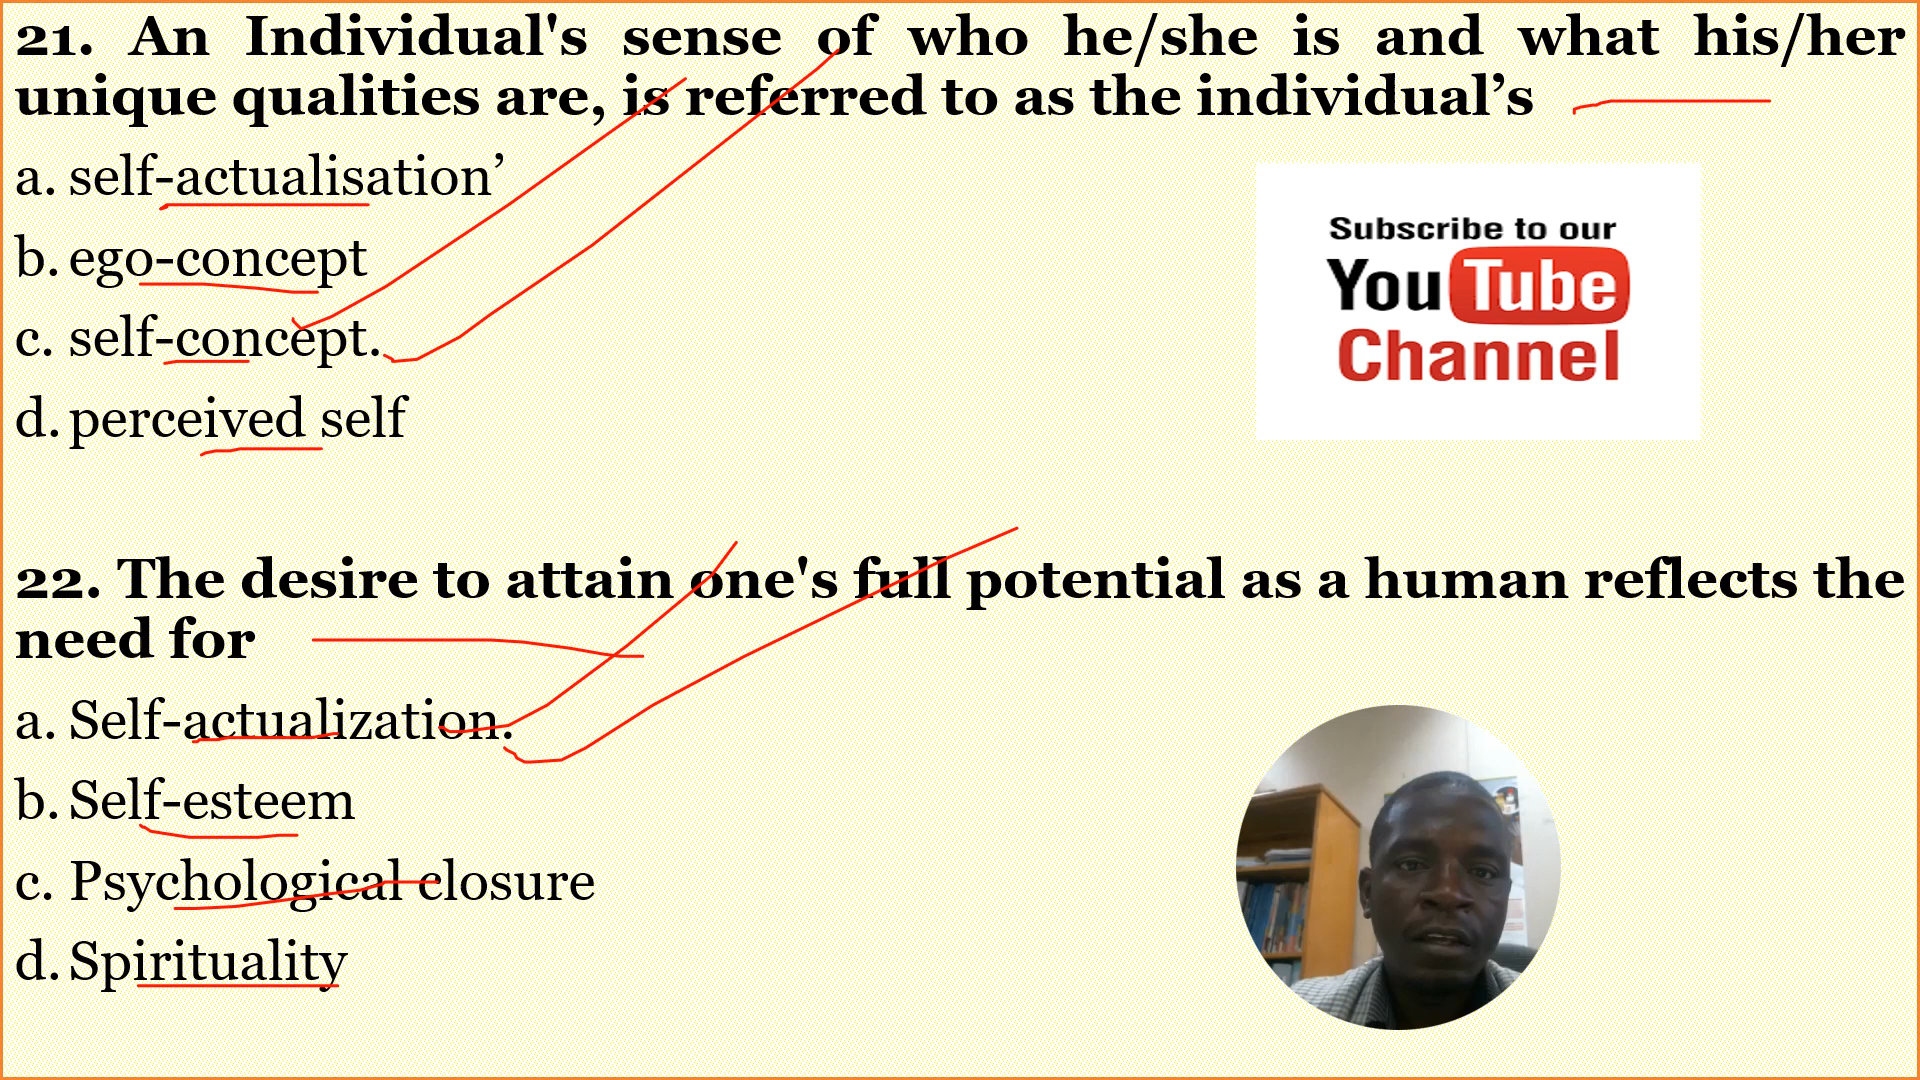 21. An Individual's sense of who he/she is and what his/her
unique qualities are, is referred to as the individual’s
a. self-actualisation’
b. ego-concept
c. self-concept.
d. perceived self
Subscribe to our
YouTube
Channel
22. The desire to attain one's full potential as a human reflects the
need for
a. Self-actualization.
b. Self-esteem
c. Psychological closure
d. Spirituality